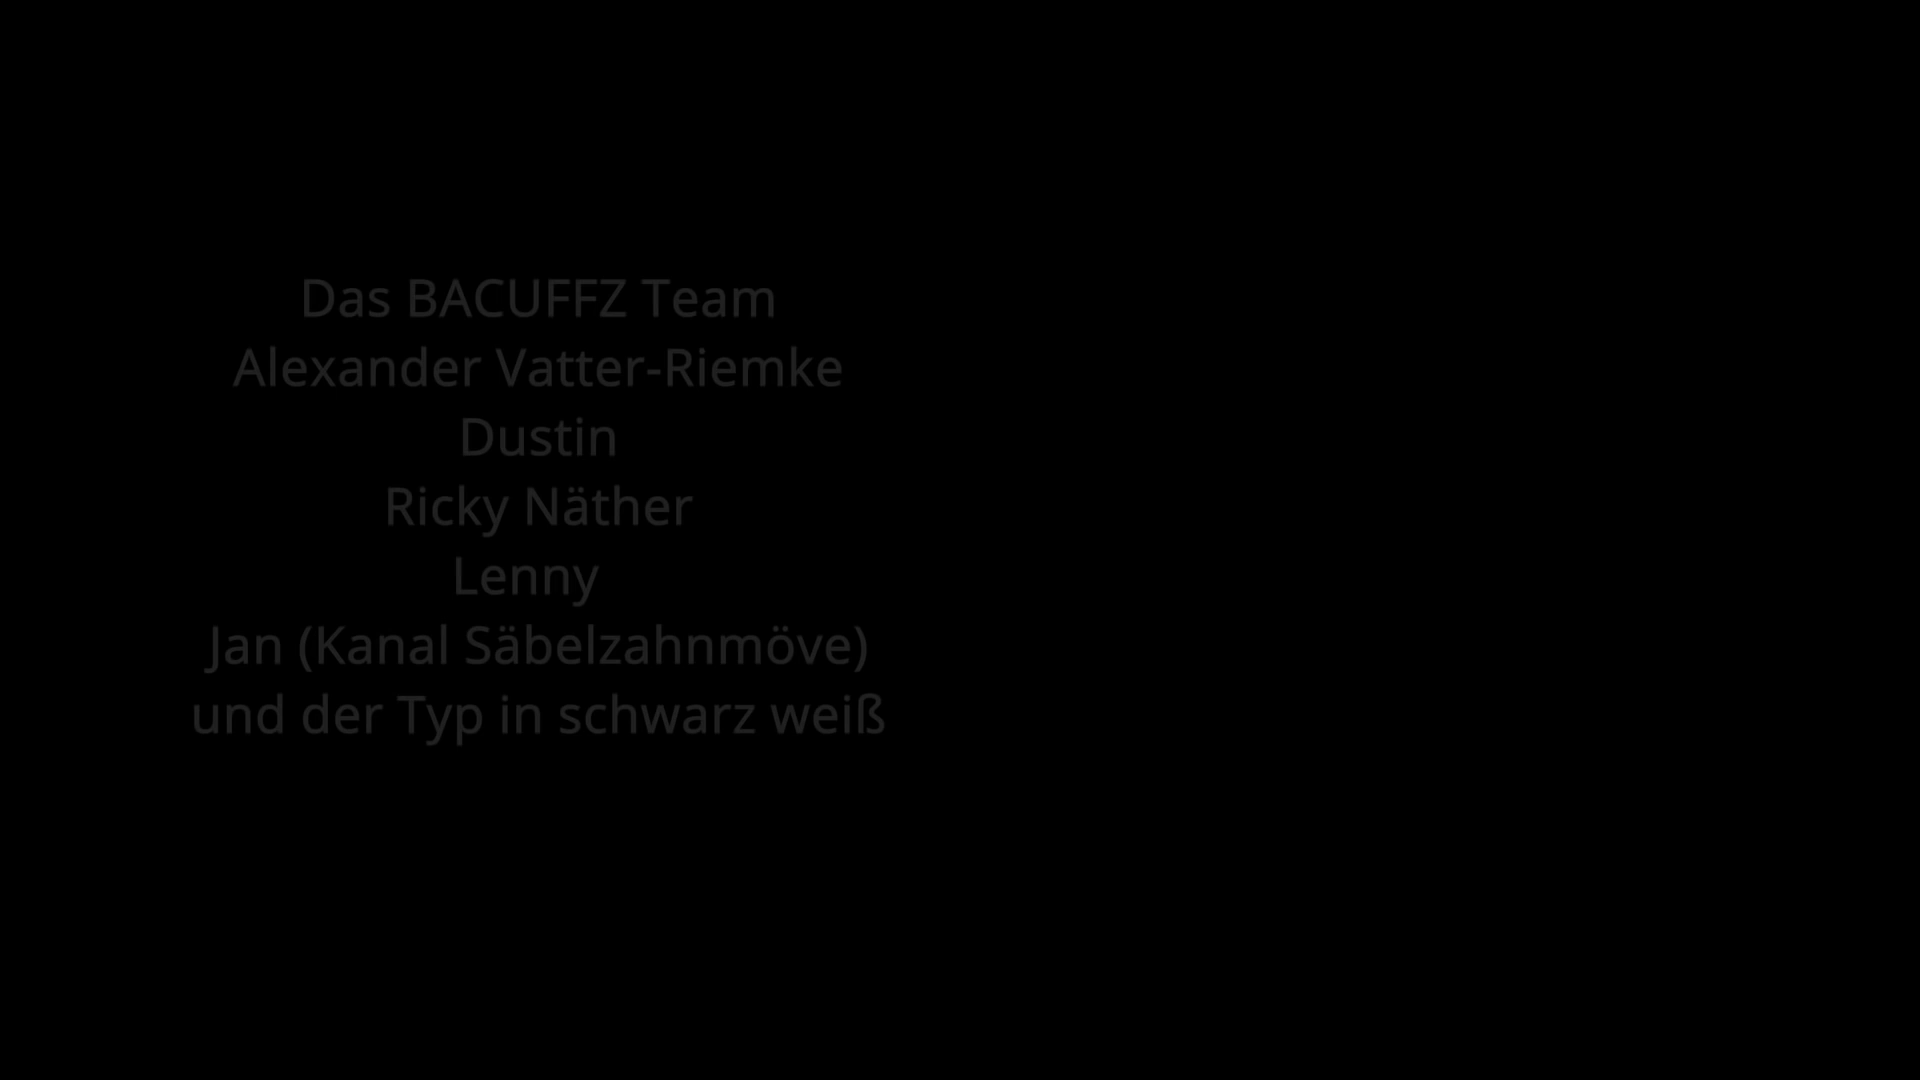 Das BACUFFZ Team
Alexander Vatter-Riemke
Dustin
Ricky Näther
Lenny
Jan (Kanal Säbelzahnmöve)
und der Typ in schwarz weiß